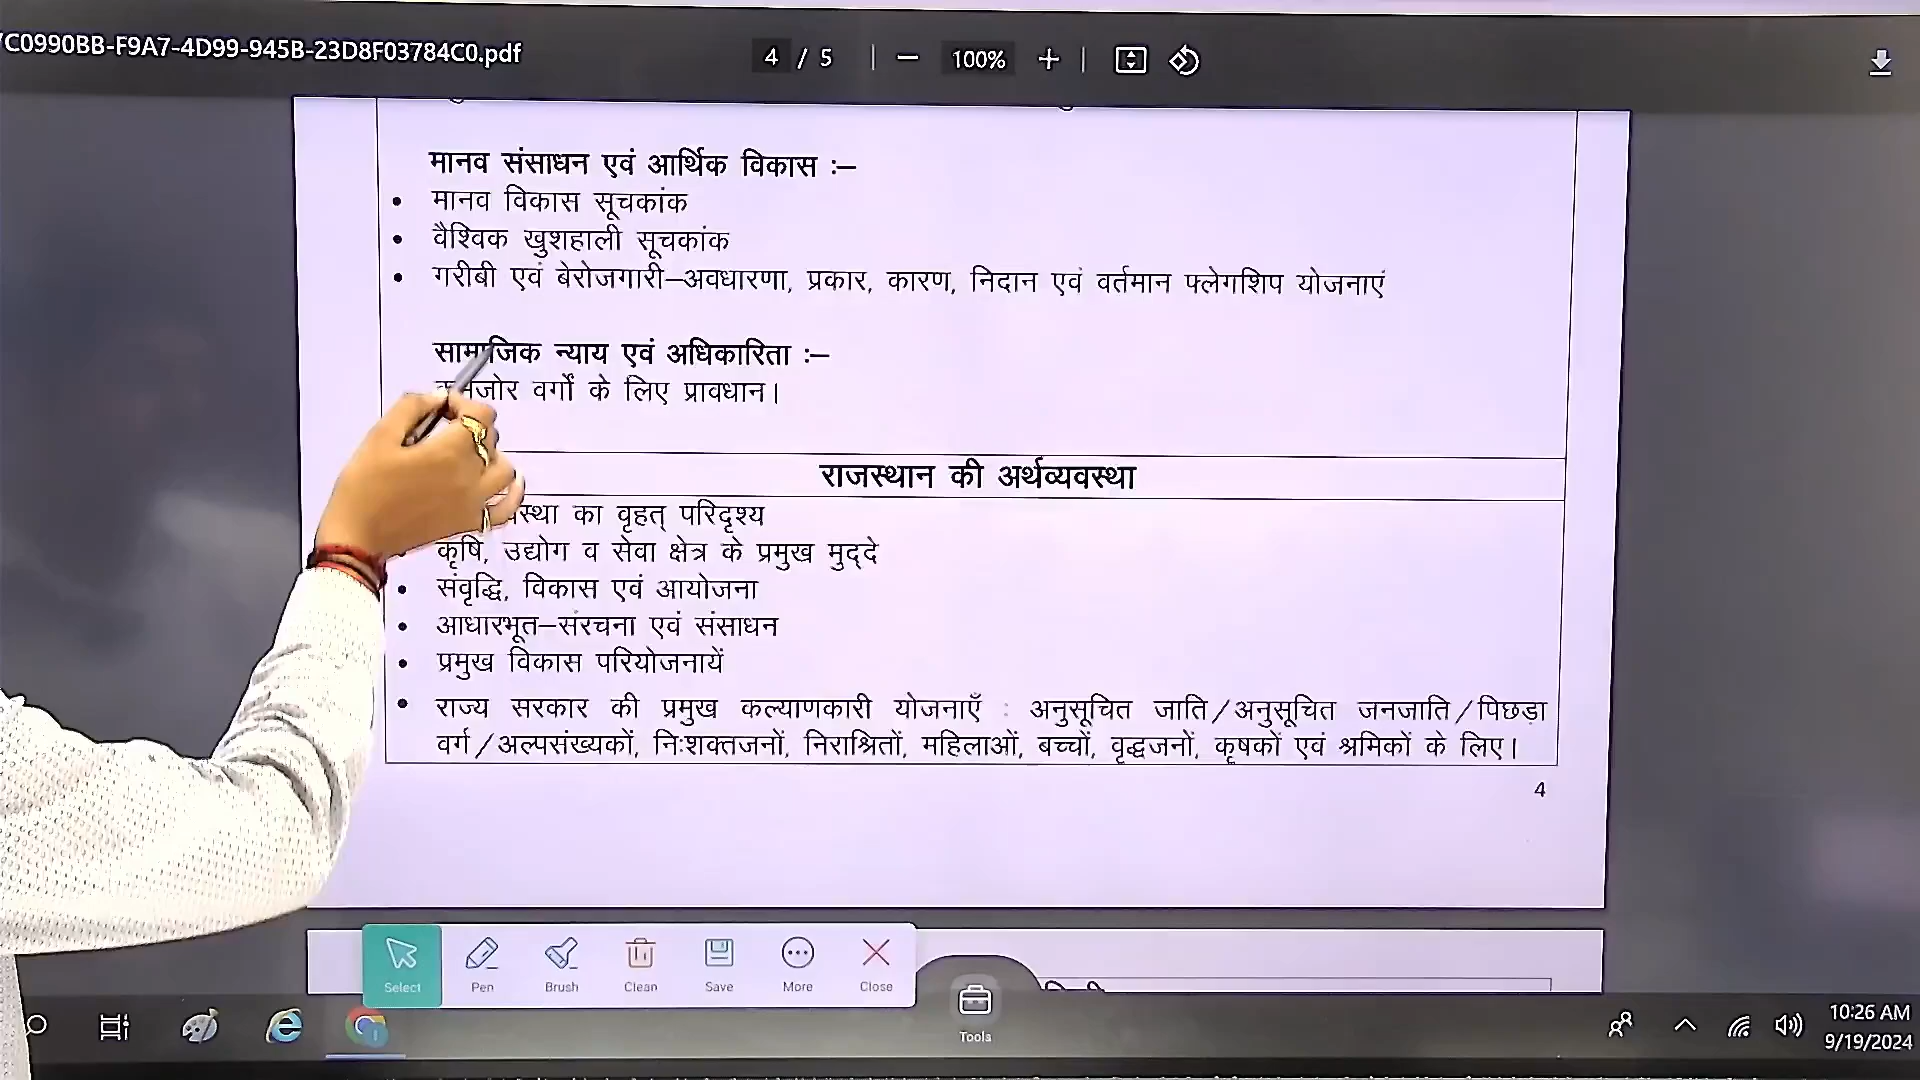 7C0990BB-F9A7-4D99-945B-23D8F03784C0.pdf
4 / 5
100%
मानव संसाधन एवं आर्थिक विकास :–
• मानव विकास सूचकांक
• वैश्विक खुशहाली सूचकांक
• गरीबी एवं बेरोजगारी–अवधारणा, प्रकार, कारण, निदान एवं वर्तमान फ्लेगशिप योजनाएं
सामाजिक न्याय एवं अधिकारिता :–
वर्गों के लिए प्रावधान।
राजस्थान की अर्थव्यवस्था
का वृहत् परिदृश्य
• कृषि, उद्योग व सेवा क्षेत्र के प्रमुख मुद्दे
• संवृद्धि, विकास एवं आयोजना
• आधारभूत–संरचना एवं संसाधन
• प्रमुख विकास परियोजनायें
• राज्य सरकार की प्रमुख कल्याणकारी योजनाएँ : अनुसूचित जाति/अनुसूचित जनजाति/पिछड़ा
वर्ग/अल्पसंख्यकों, निःशक्तजनों, निराश्रितों, महिलाओं, बच्चों, वृद्धजनों, कृषकों एवं श्रमिकों के लिए।
4
Select Pen Brush Clean Save More Close
Tools
10:26 AM
9/19/2024